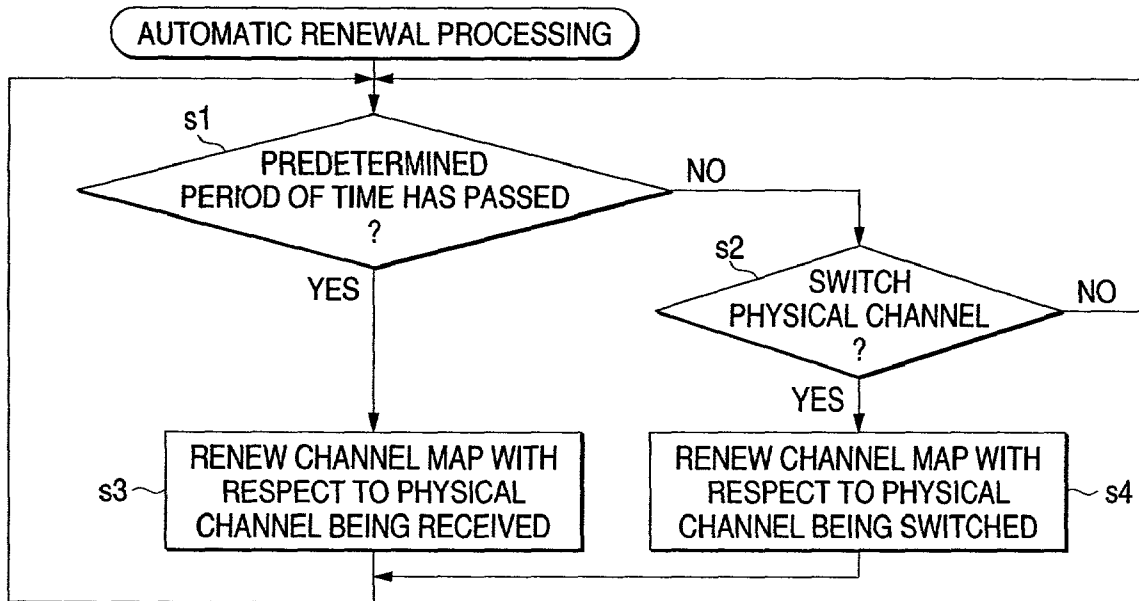 AUTOMATIC RENEWAL PROCESSING
s1
PREDETERMINED
PERIOD OF TIME HAS PASSED
?
NO
YES
s2
SWITCH
PHYSICAL CHANNEL
?
NO
YES
s3
RENEW CHANNEL MAP WITH
RESPECT TO PHYSICAL
CHANNEL BEING RECEIVED
RENEW CHANNEL MAP WITH
RESPECT TO PHYSICAL
CHANNEL BEING SWITCHED
s4